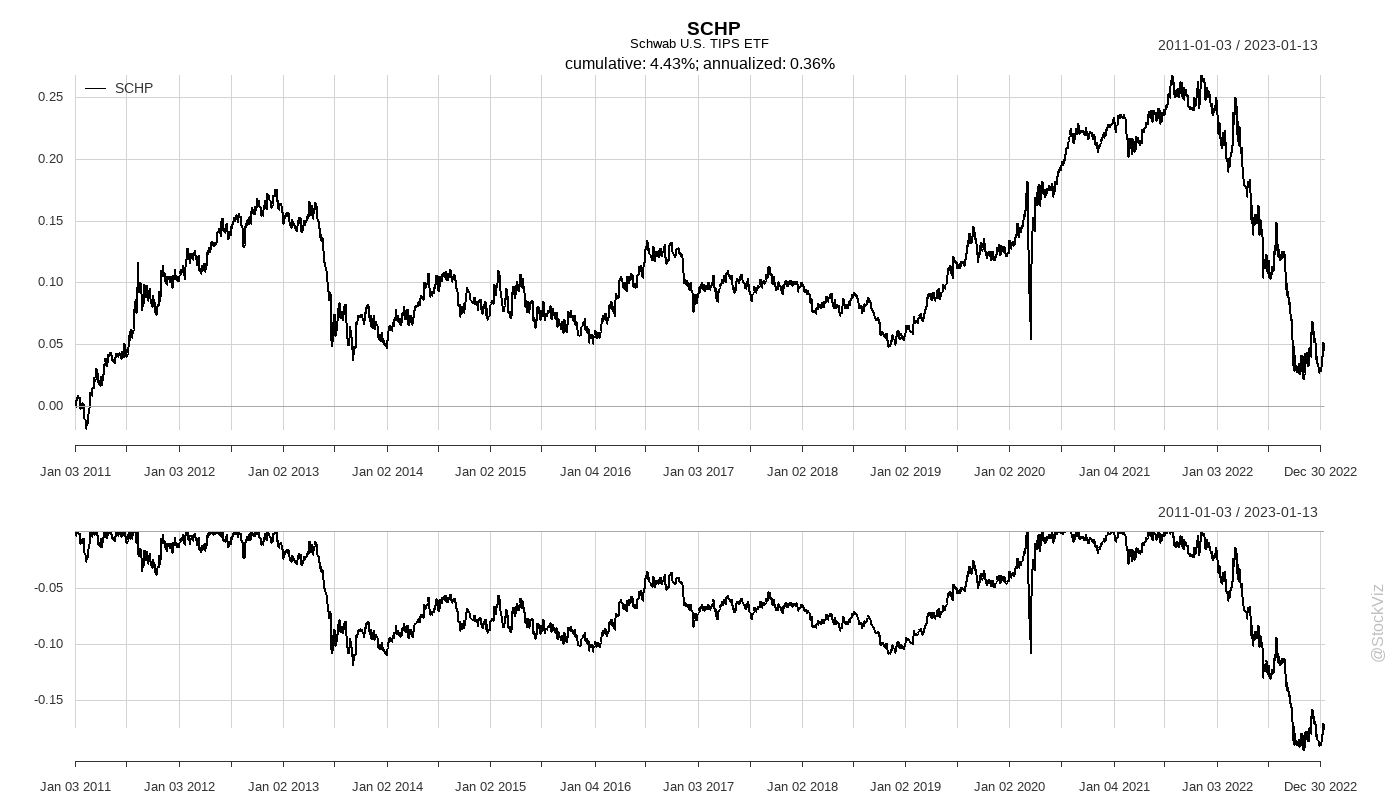 SCHP
Schwab U.S. TIPS ETF
cumulative: 4.43%; annualized: 0.36%
2011-01-03 / 2023-01-13
SCHP
0.25
0.20
0.15
0.10
0.05
0.00
Jan 03 2011 Jan 03 2012 Jan 02 2013 Jan 02 2014 Jan 02 2015 Jan 04 2016 Jan 03 2017 Jan 02 2018 Jan 02 2019 Jan 02 2020 Jan 04 2021 Jan 03 2022 Dec 30 2022
2011-01-03 / 2023-01-13
-0.05
-0.10
-0.15
Jan 03 2011 Jan 03 2012 Jan 02 2013 Jan 02 2014 Jan 02 2015 Jan 04 2016 Jan 03 2017 Jan 02 2018 Jan 02 2019 Jan 02 2020 Jan 04 2021 Jan 03 2022 Dec 30 2022
@StockViz